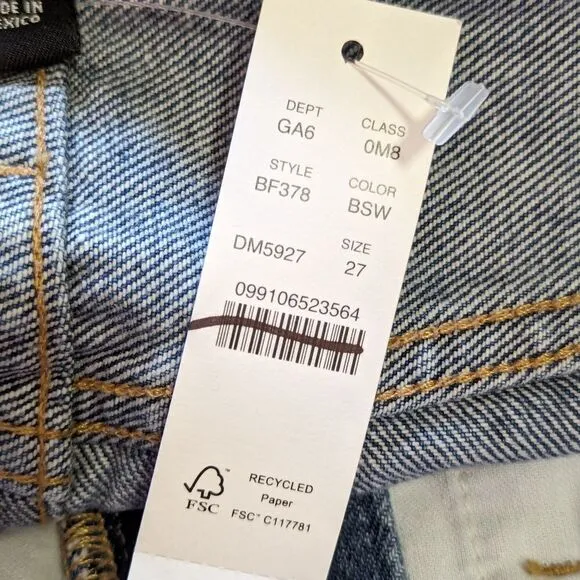 DE IN
EXICO
DEPT CLASS
GA6 0M8
STYLE COLOR
BF378 BSW
DM5927 SIZE
27
099106523564
FSC™
RECYCLED
Paper
FSC™ C117781